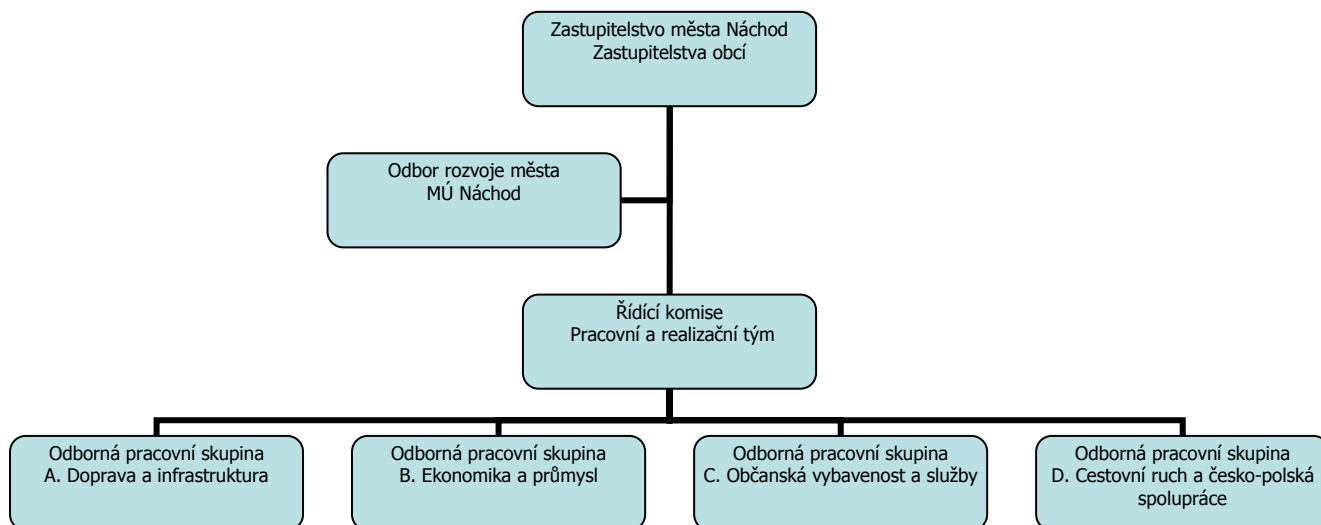 Zastupitelstvo města Náchod
Zastupitelstva obcí
Odbor rozvoje města
MÚ Náchod
Řídící komise
Pracovní a realizační tým
Odborná pracovní skupina
A. Doprava a infrastruktura
Odborná pracovní skupina
B. Ekonomika a průmysl
Odborná pracovní skupina
C. Občanská vybavenost a služby
Odborná pracovní skupina
D. Cestovní ruch a česko-polská
spolupráce